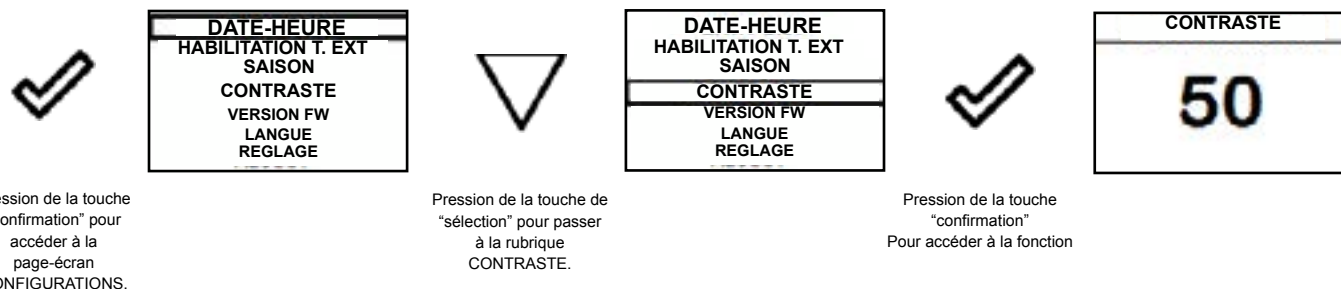 DATE-HEURE
HABILITATION T. EXT
SAISON
CONTRASTE
VERSION FW
LANGUE
REGLAGE
DATE-HEURE
HABILITATION T. EXT
SAISON
CONTRASTE
VERSION FW
LANGUE
REGLAGE
CONTRASTE
50
ession de la touche
onfirmation” pour
accéder à la
page-écran
ONFIGURATIONS.
Pression de la touche de
“sélection” pour passer
à la rubrique
CONTRASTE.
Pression de la touche
“confirmation”
Pour accéder à la fonction